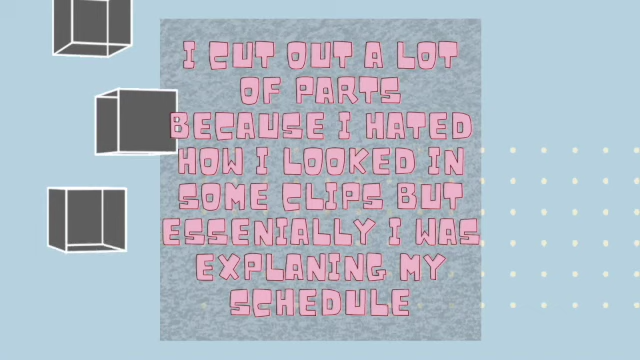 I CUT OUT A LOT
OF PARTS
BECAUSE I HATED
HOW I LOOKED IN
SOME CLIPS BUT
ESSENIALLY I WAS
EXPLANING MY
SCHEDULE